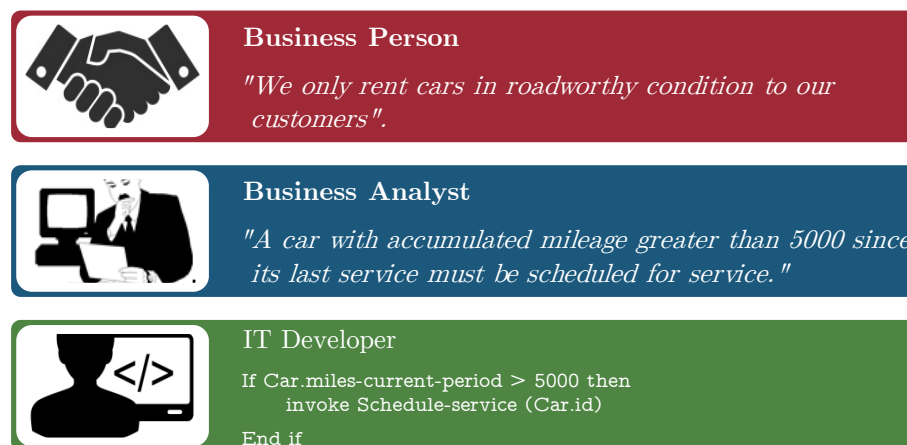 Business Person
"We only rent cars in roadworthy condition to our
customers".
Business Analyst
"A car with accumulated mileage greater than 5000 since
its last service must be scheduled for service."
IT Developer
</>
If Car.miles-current-period > 5000 then
invoke Schedule-service (Car.id)
End if